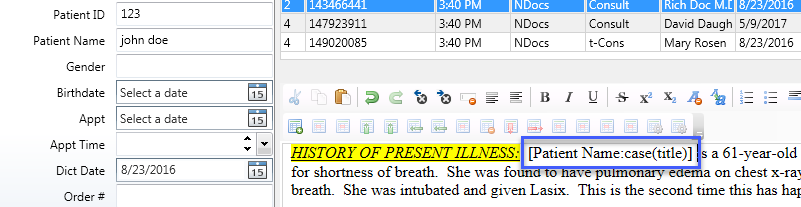 Patient ID 123
Patient Name john doe
Gender
Birthdate Select a date 15
Appt Select a date 15
Appt Time
Dict Date 8/23/2016 15
Order #
2 143466441 3:40 PM NDocs Consult Rich Doc M.D 8/23/2016
4 147923911 3:40 PM NDocs Consult David Daugh 5/9/2017
4 149020085 3:40 PM NDocs t-Cons Mary Rosen 8/23/2016
B I U S x² X₂ A
HISTORY OF PRESENT ILLNESS: [Patient Name:case(title)] is a 61-year-old
for shortness of breath. She was found to have pulmonary edema on chest x-ray
breath. She was intubated and given Lasix. This is the second time this has hap